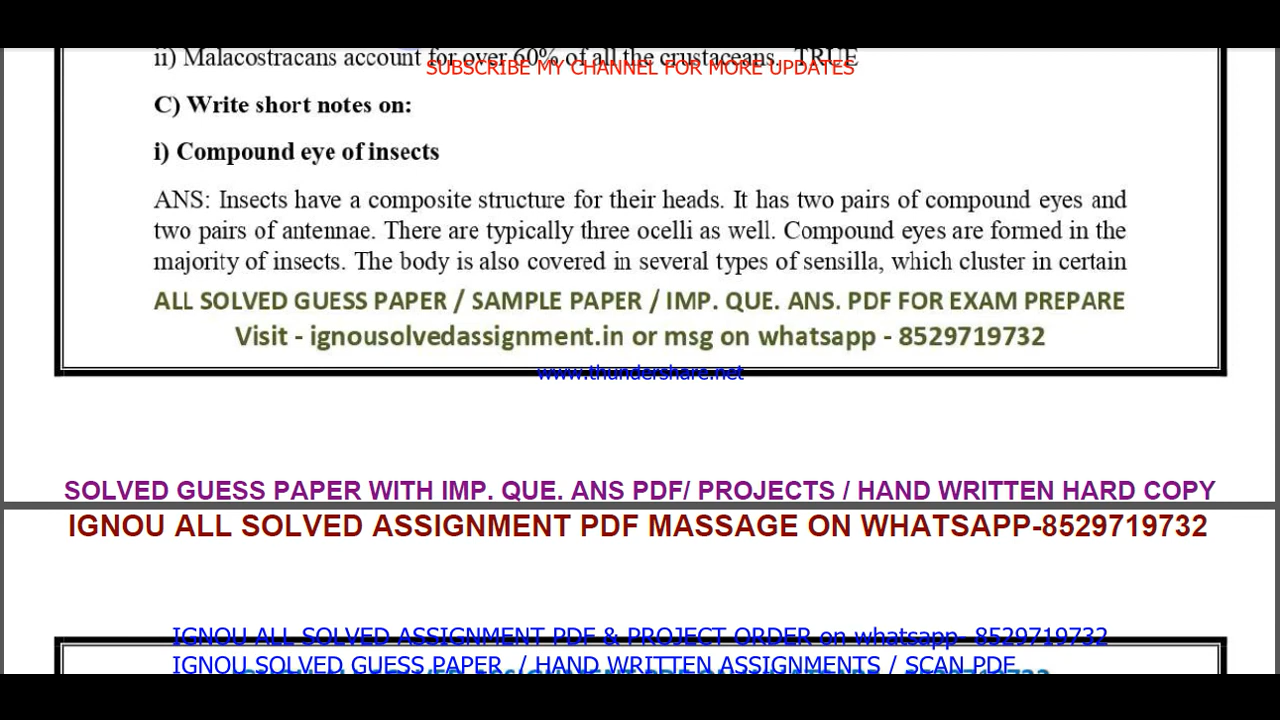 ii) Malacostracans account for over 60% of all the crustaceans. TRUE
SUBSCRIBE MY CHANNEL FOR MORE UPDATES
C) Write short notes on:
i) Compound eye of insects
ANS: Insects have a composite structure for their heads. It has two pairs of compound eyes and
two pairs of antennae. There are typically three ocelli as well. Compound eyes are formed in the
majority of insects. The body is also covered in several types of sensilla, which cluster in certain
ALL SOLVED GUESS PAPER / SAMPLE PAPER / IMP. QUE. ANS. PDF FOR EXAM PREPARE
Visit - ignousolvedassignment.in or msg on whatsapp - 8529719732
www.thundershare.net
SOLVED GUESS PAPER WITH IMP. QUE. ANS PDF/ PROJECTS / HAND WRITTEN HARD COPY
IGNOU ALL SOLVED ASSIGNMENT PDF MASSAGE ON WHATSAPP-8529719732
IGNOU ALL SOLVED ASSIGNMENT PDF & PROJECT ORDER on whatsapp- 8529719732
IGNOU SOLVED GUESS PAPER / HAND WRITTEN ASSIGNMENTS / SCAN PDF